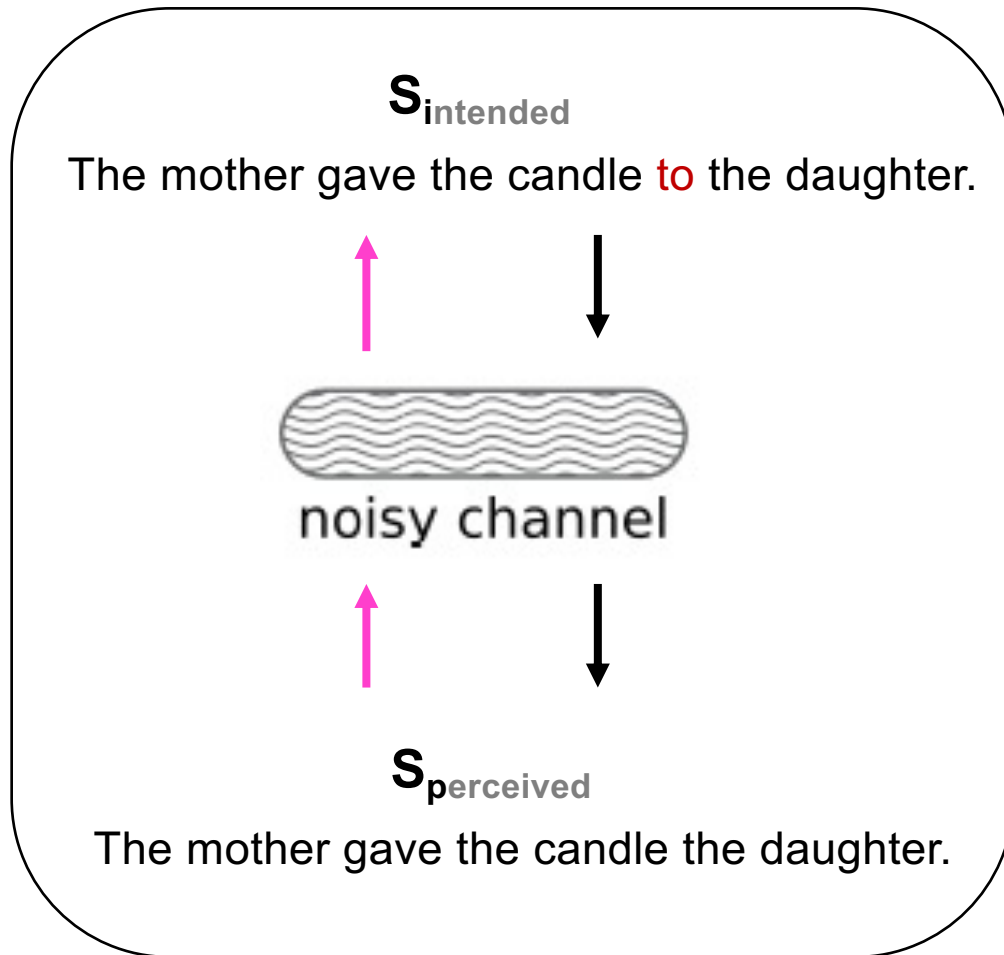 Sintended
The mother gave the candle to the daughter.
noisy channel
Sperceived
The mother gave the candle the daughter.